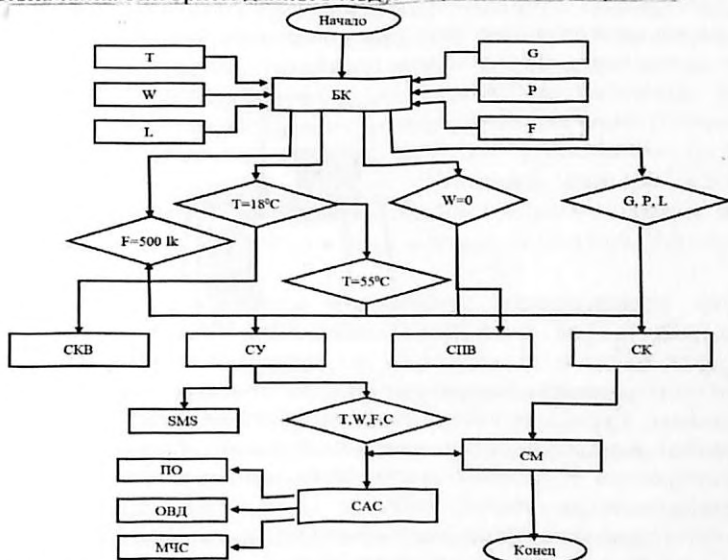 Начало
T
G
W
БК
P
L
F
T=18⁰C
W=0
G, P, L
F=500 lk
T=55⁰C
СКВ
СУ
СПВ
СК
SMS
T,W,F,C
ПО
СМ
ОВД
САС
МЧС
Конец